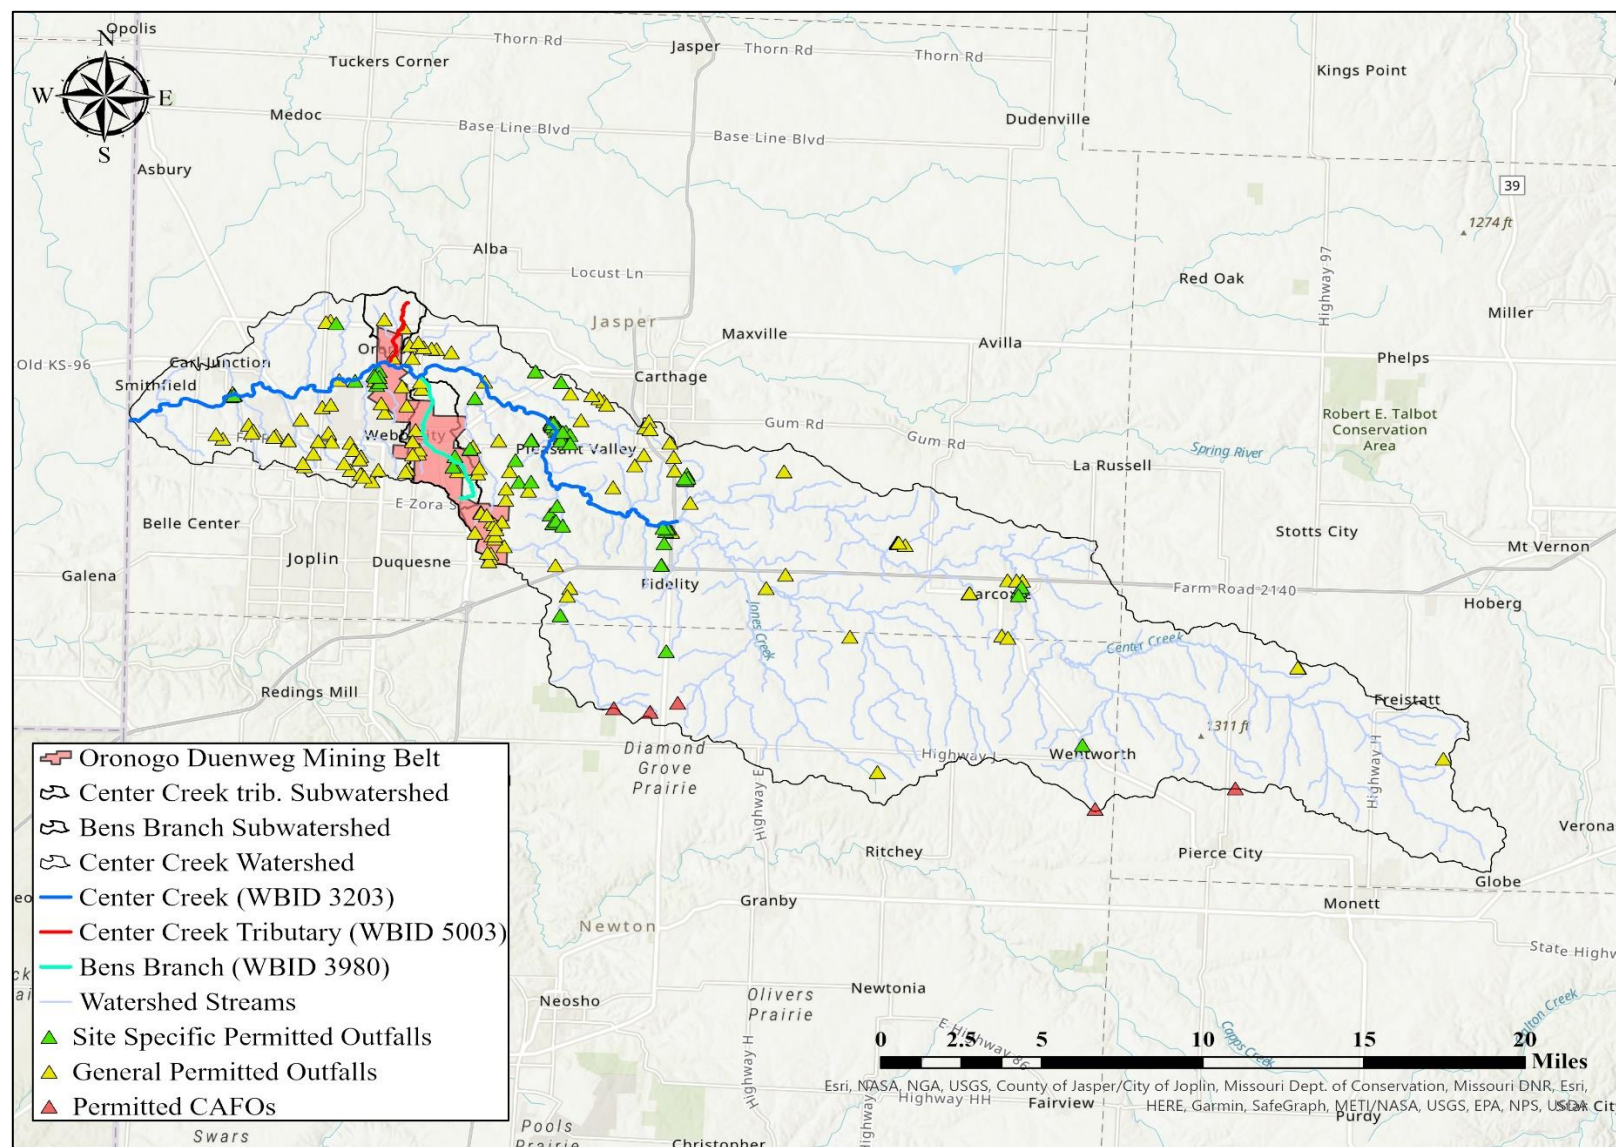 Opolis
N
W
E
S
Tuckers Corner
Thorn Rd
Jasper
Thorn Rd
Thorn Rd
Kings Point
Medoc
Base Line Blvd
Base Line Blvd
Dudenville
Asbury
39
1274 ft
Alba
Locust Ln
Red Oak
Highway 97
Miller
Jasper
Maxville
Avilla
Phelps
Old KS-96
Carl Junction
Smithfield
Carthage
Robert E. Talbot
Conservation
Area
Gum Rd
Gum Rd
Pleasant Valley
Spring River
La Russell
E Zora S
Belle Center
Stotts City
Mt Vernon
Joplin
Duquesne
Galena
Fidelity
Farm Road 2140
Hoberg
Jones Creek
Center Creek
Redings Mill
Freistatt
1311 ft
Diamond
Grove
Prairie
Highway E
Highway I
Wentworth
Highway H
Verona
Ritchey
Pierce City
Globe
Granby
Monett
Newton
State Highw
Neosho
Olivers
Prairie
Newtonia
E Highway 86
Capps Creek
Highway H
Highway HH
Fairview
Purdy
Pools
Prairie
Swars
Christopher
Oronogo Duenweg Mining Belt
Center Creek trib. Subwatershed
Bens Branch Subwatershed
Center Creek Watershed
Center Creek (WBID 3203)
Center Creek Tributary (WBID 5003)
Bens Branch (WBID 3980)
Watershed Streams
Site Specific Permitted Outfalls
General Permitted Outfalls
Permitted CAFOs
0 2.5 5 10 15 20
Miles
Esri, NASA, NGA, USGS, County of Jasper/City of Joplin, Missouri Dept. of Conservation, Missouri DNR, Esri,
HERE, Garmin, SafeGraph, METI/NASA, USGS, EPA, NPS, USDA